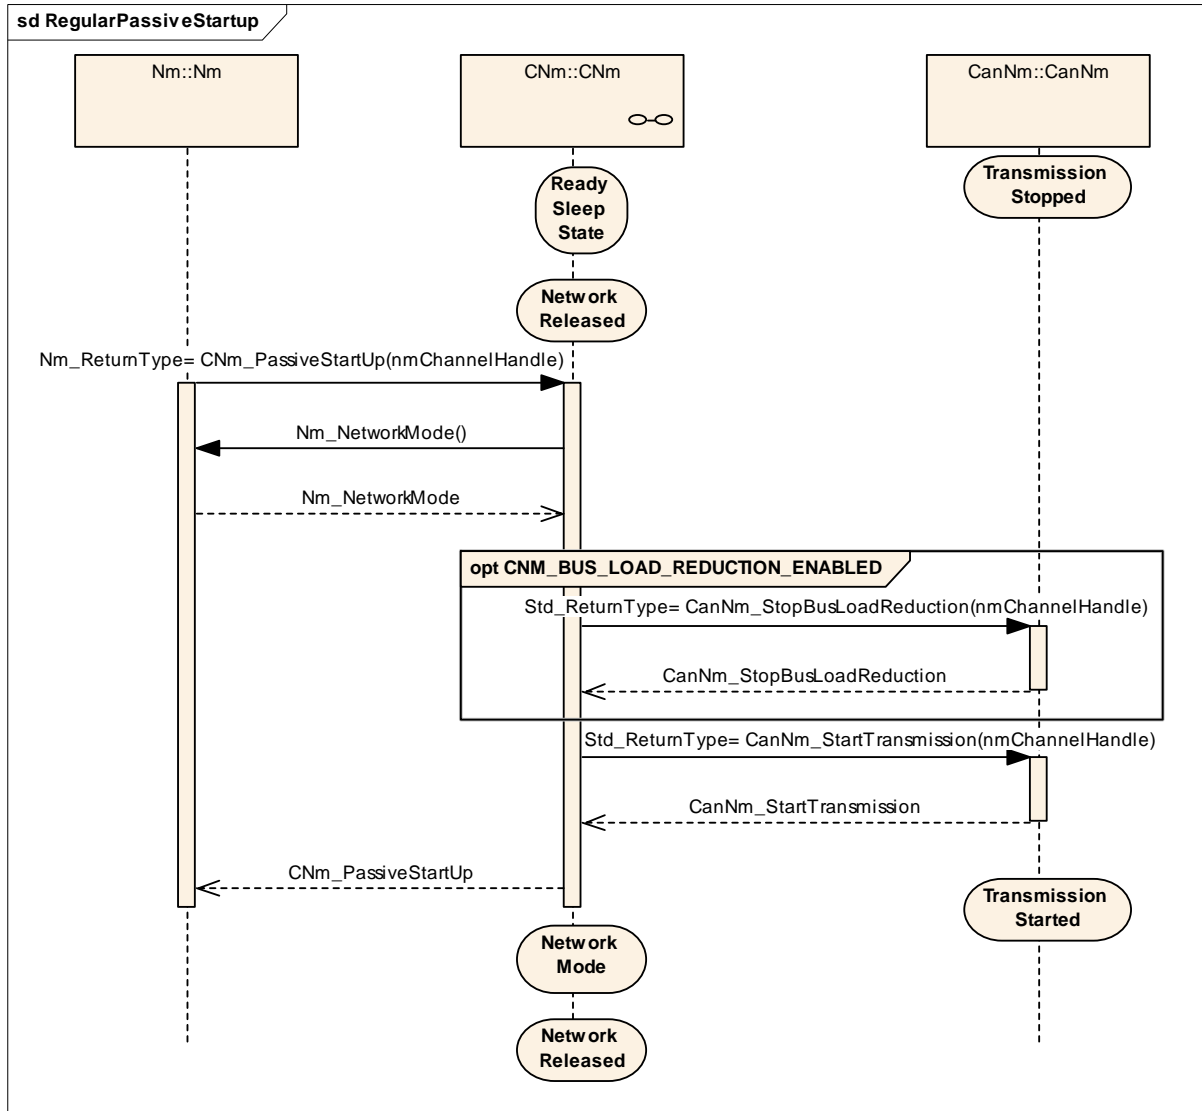 sd RegularPassiveStartup
Nm::Nm
CNm::CNm
CanNm::CanNm
Ready
Sleep
State
Transmission
Stopped
Network
Released
Nm_ReturnType= CNm_PassiveStartUp(nmChannelHandle)
Nm_NetworkMode()
Nm_NetworkMode
opt CNM_BUS_LOAD_REDUCTION_ENABLED
Std_ReturnType= CanNm_StopBusLoadReduction(nmChannelHandle)
CanNm_StopBusLoadReduction
Std_ReturnType= CanNm_StartTransmission(nmChannelHandle)
CanNm_StartTransmission
CNm_PassiveStartUp
Transmission
Started
Network
Mode
Network
Released